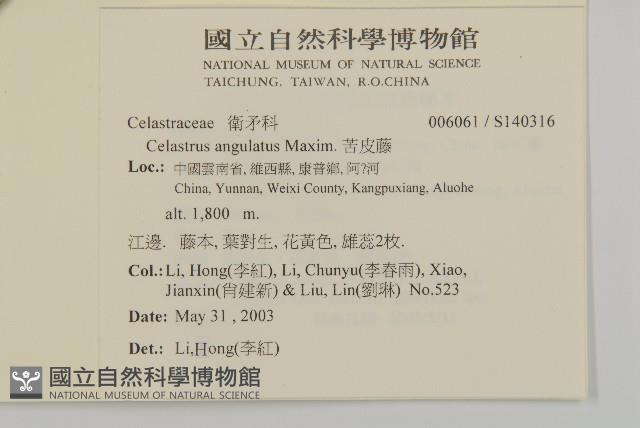 國立自然科學博物館
NATIONAL MUSEUM OF NATURAL SCIENCE
TAICHUNG, TAIWAN, R.O.CHINA
Celastraceae 衛矛科 006061 / S140316
Celastrus angulatus Maxim. 苦皮藤
Loc.: 中國雲南省, 維西縣, 康普鄉, 阿?河
China, Yunnan, Weixi County, Kangpuxiang, Aluohe
alt. 1,800 m.
江邊. 藤本, 葉對生, 花黃色, 雄蕊2枚.
Col.: Li, Hong(李紅), Li, Chunyu(李春雨), Xiao,
Jianxin(肖建新) & Liu, Lin(劉琳) No.523
Date: May 31 , 2003
Det.: Li,Hong(李紅)
國立自然科學博物館
NATIONAL MUSEUM OF NATURAL SCIENCE